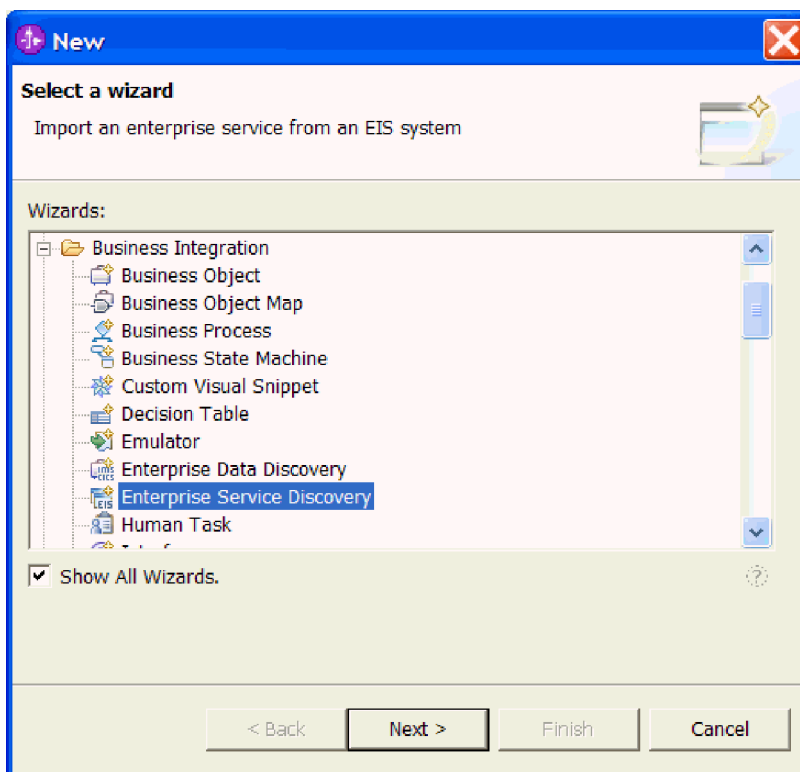 New
Select a wizard
Import an enterprise service from an EIS system
Wizards:
Business Integration
Business Object
Business Object Map
Business Process
Business State Machine
Custom Visual Snippet
Decision Table
Emulator
Enterprise Data Discovery
Enterprise Service Discovery
Human Task
Show All Wizards.
< Back Next > Finish Cancel